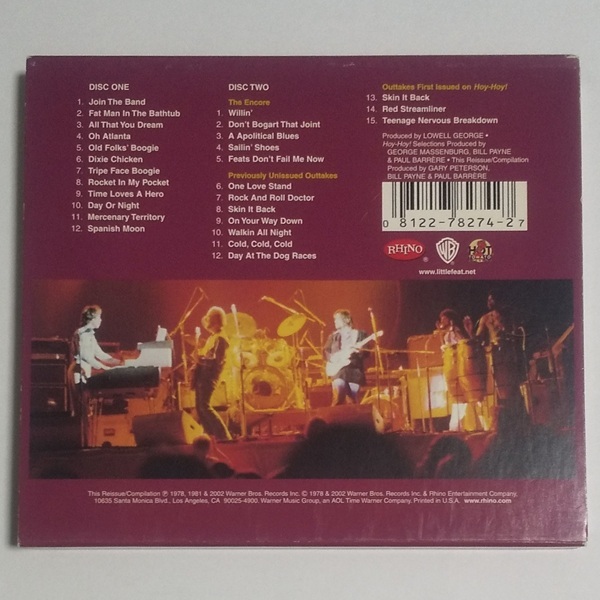 DISC ONE
1. Join The Band
2. Fat Man In The Bathtub
3. All That You Dream
4. Oh Atlanta
5. Old Folks' Boogie
6. Dixie Chicken
7. Tripe Face Boogie
8. Rocket In My Pocket
9. Time Loves A Hero
10. Day Or Night
11. Mercenary Territory
12. Spanish Moon
DISC TWO
The Encore
1. Willin'
2. Don't Bogart That Joint
3. A Apolitical Blues
4. Sailin' Shoes
5. Feats Don't Fail Me Now
Previously Unissued Outtakes
6. One Love Stand
7. Rock And Roll Doctor
8. Skin It Back
9. On Your Way Down
10. Walkin All Night
11. Cold, Cold, Cold
12. Day At The Dog Races
Outtakes First Issued on Hoy-Hoy!
13. Skin It Back
14. Red Streamliner
15. Teenage Nervous Breakdown
Produced by LOWELL GEORGE •
Hoy-Hoy! Selections Produced by
GEORGE MASSENBURG, BILL PAYNE
& PAUL BARRÈRE • This Reissue/Compilation
Produced by GARY PETERSON,
BILL PAYNE & PAUL BARRÈRE
0 81227-82742-7
RHINO
WB
HOT
TOMATO
www.littlefeat.net
This Reissue/Compilation ℗ 1978, 1981 & 2002 Warner Bros. Records Inc. © 1978 & 2002 Warner Bros. Records Inc. & Rhino Entertainment Company.
10635 Santa Monica Blvd., Los Angeles, CA 90025-4900. Warner Music Group, an AOL Time Warner Company. Printed in U.S.A. www.rhino.com